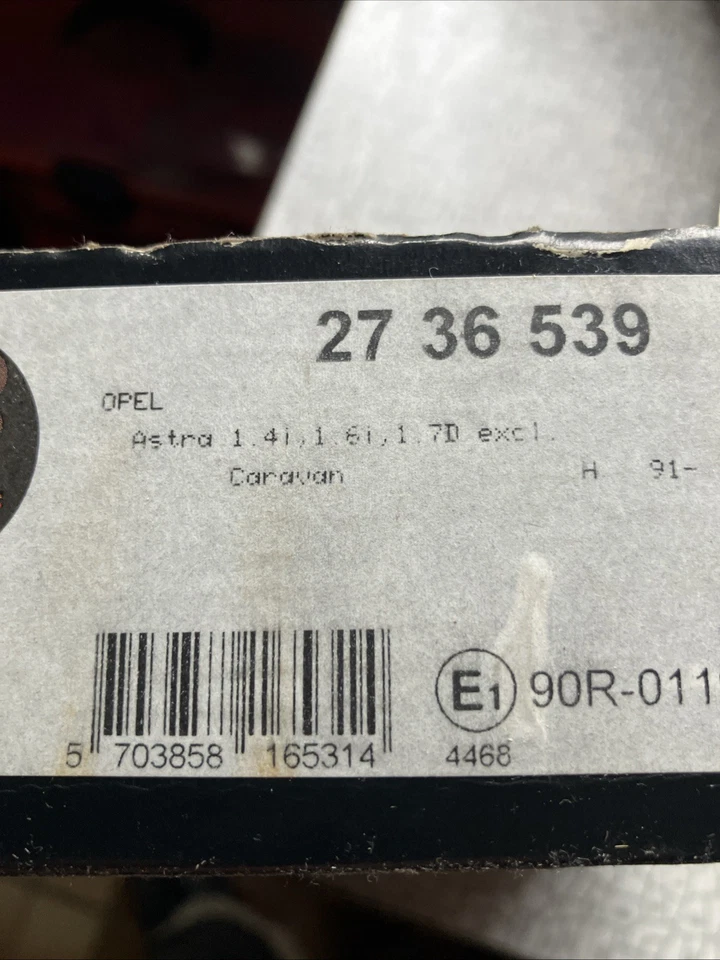 27 36 539
OPEL
Astra 1.4i,1.6i,1.7D excl.
Caravan H 91-
5 703858 165314
E1 90R-011
4468